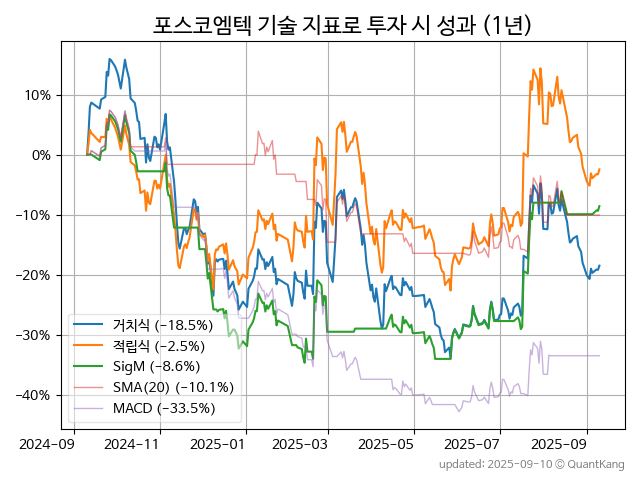 포스코엠텍 기술 지표로 투자 시 성과 (1년)
10%
0%
−10%
−20%
−30%
−40%
거치식 (−18.5%)
적립식 (−2.5%)
SigM (−8.6%)
SMA(20) (−10.1%)
MACD (−33.5%)
2024-09 2024-11 2025-01 2025-03 2025-05 2025-07 2025-09
updated: 2025-09-10 © QuantKang